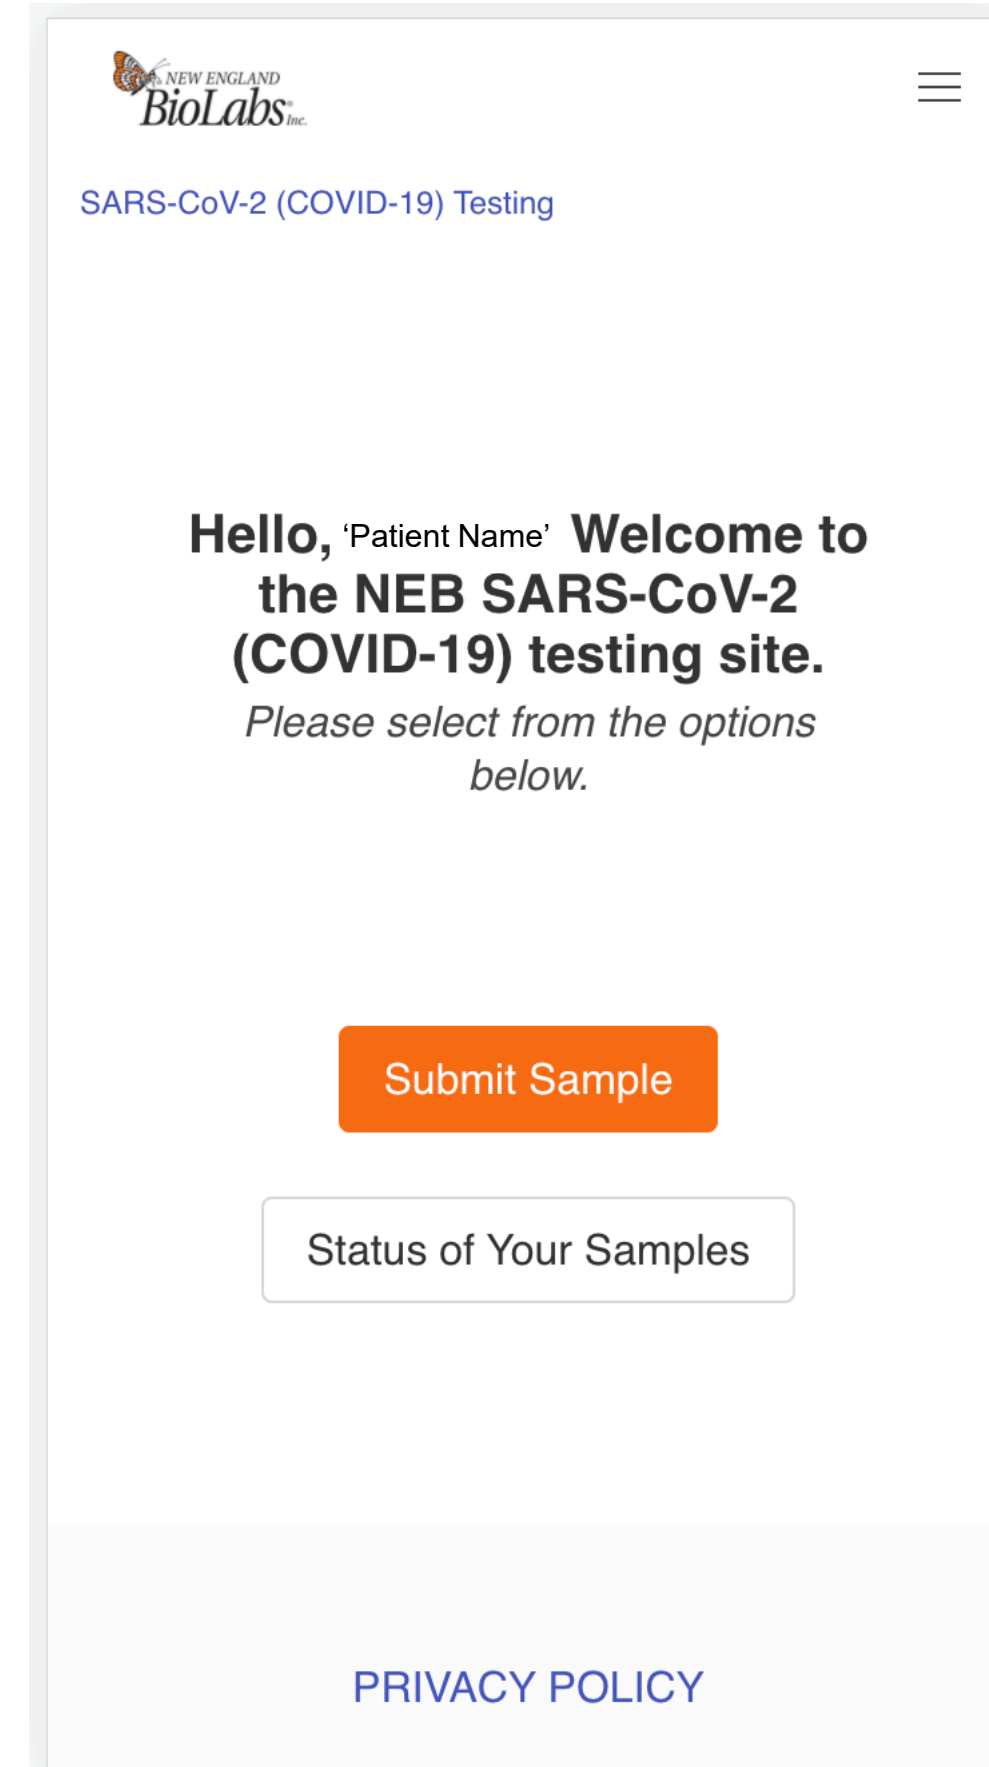 NEW ENGLAND
BioLabs Inc.
SARS-CoV-2 (COVID-19) Testing
Hello, ‘Patient Name’ Welcome to
the NEB SARS-CoV-2
(COVID-19) testing site.
Please select from the options
below.
Submit Sample
Status of Your Samples
PRIVACY POLICY